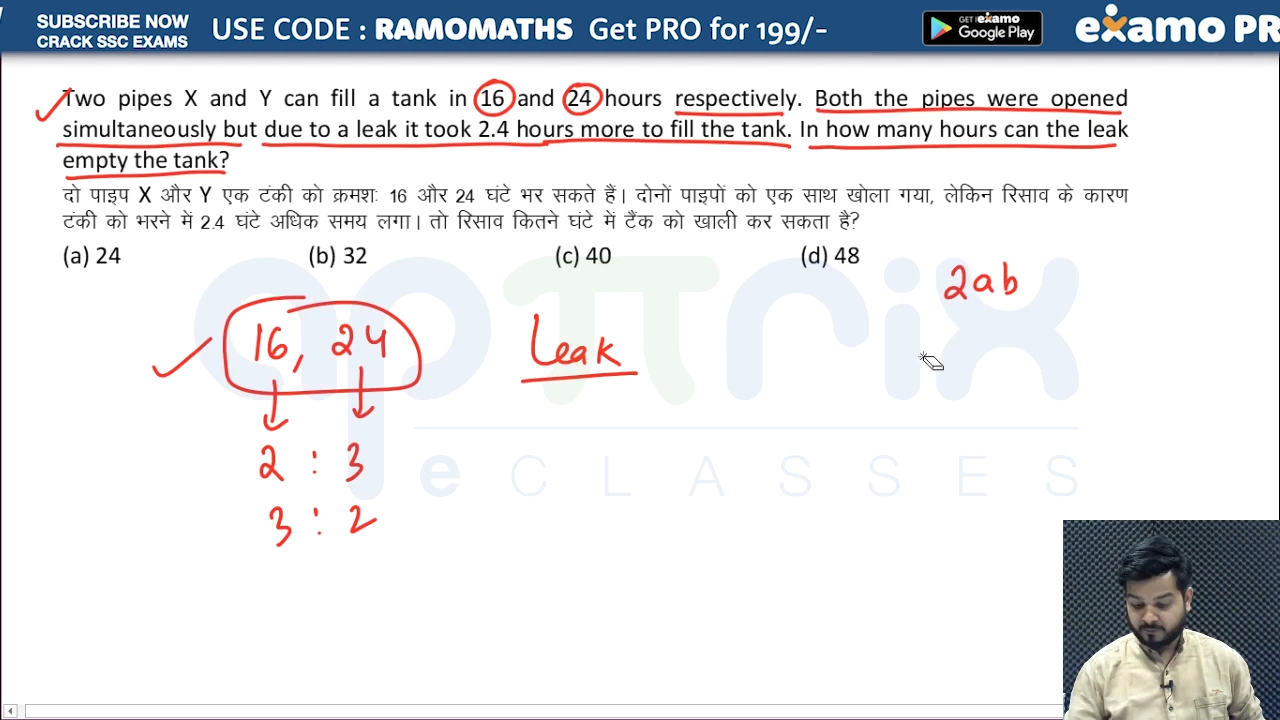 SUBSCRIBE NOW
CRACK SSC EXAMS
USE CODE : RAMOMATHS Get PRO for 199/-
GET IT examo
Google Play
examo PR
Two pipes X and Y can fill a tank in 16 and 24 hours respectively. Both the pipes were opened
simultaneously but due to a leak it took 2.4 hours more to fill the tank. In how many hours can the leak
empty the tank?
दो पाइप X और Y एक टंकी को क्रमशः 16 और 24 घंटे भर सकते हैं। दोनों पाइपों को एक साथ खोला गया, लेकिन रिसाव के कारण
टंकी को भरने में 2.4 घंटे अधिक समय लगा। तो रिसाव कितने घंटे में टैंक को खाली कर सकता है?
(a) 24 (b) 32 (c) 40 (d) 48
2ab
16, 24 Leak
2 : 3
3 : 2
apπrix
e CLASSES